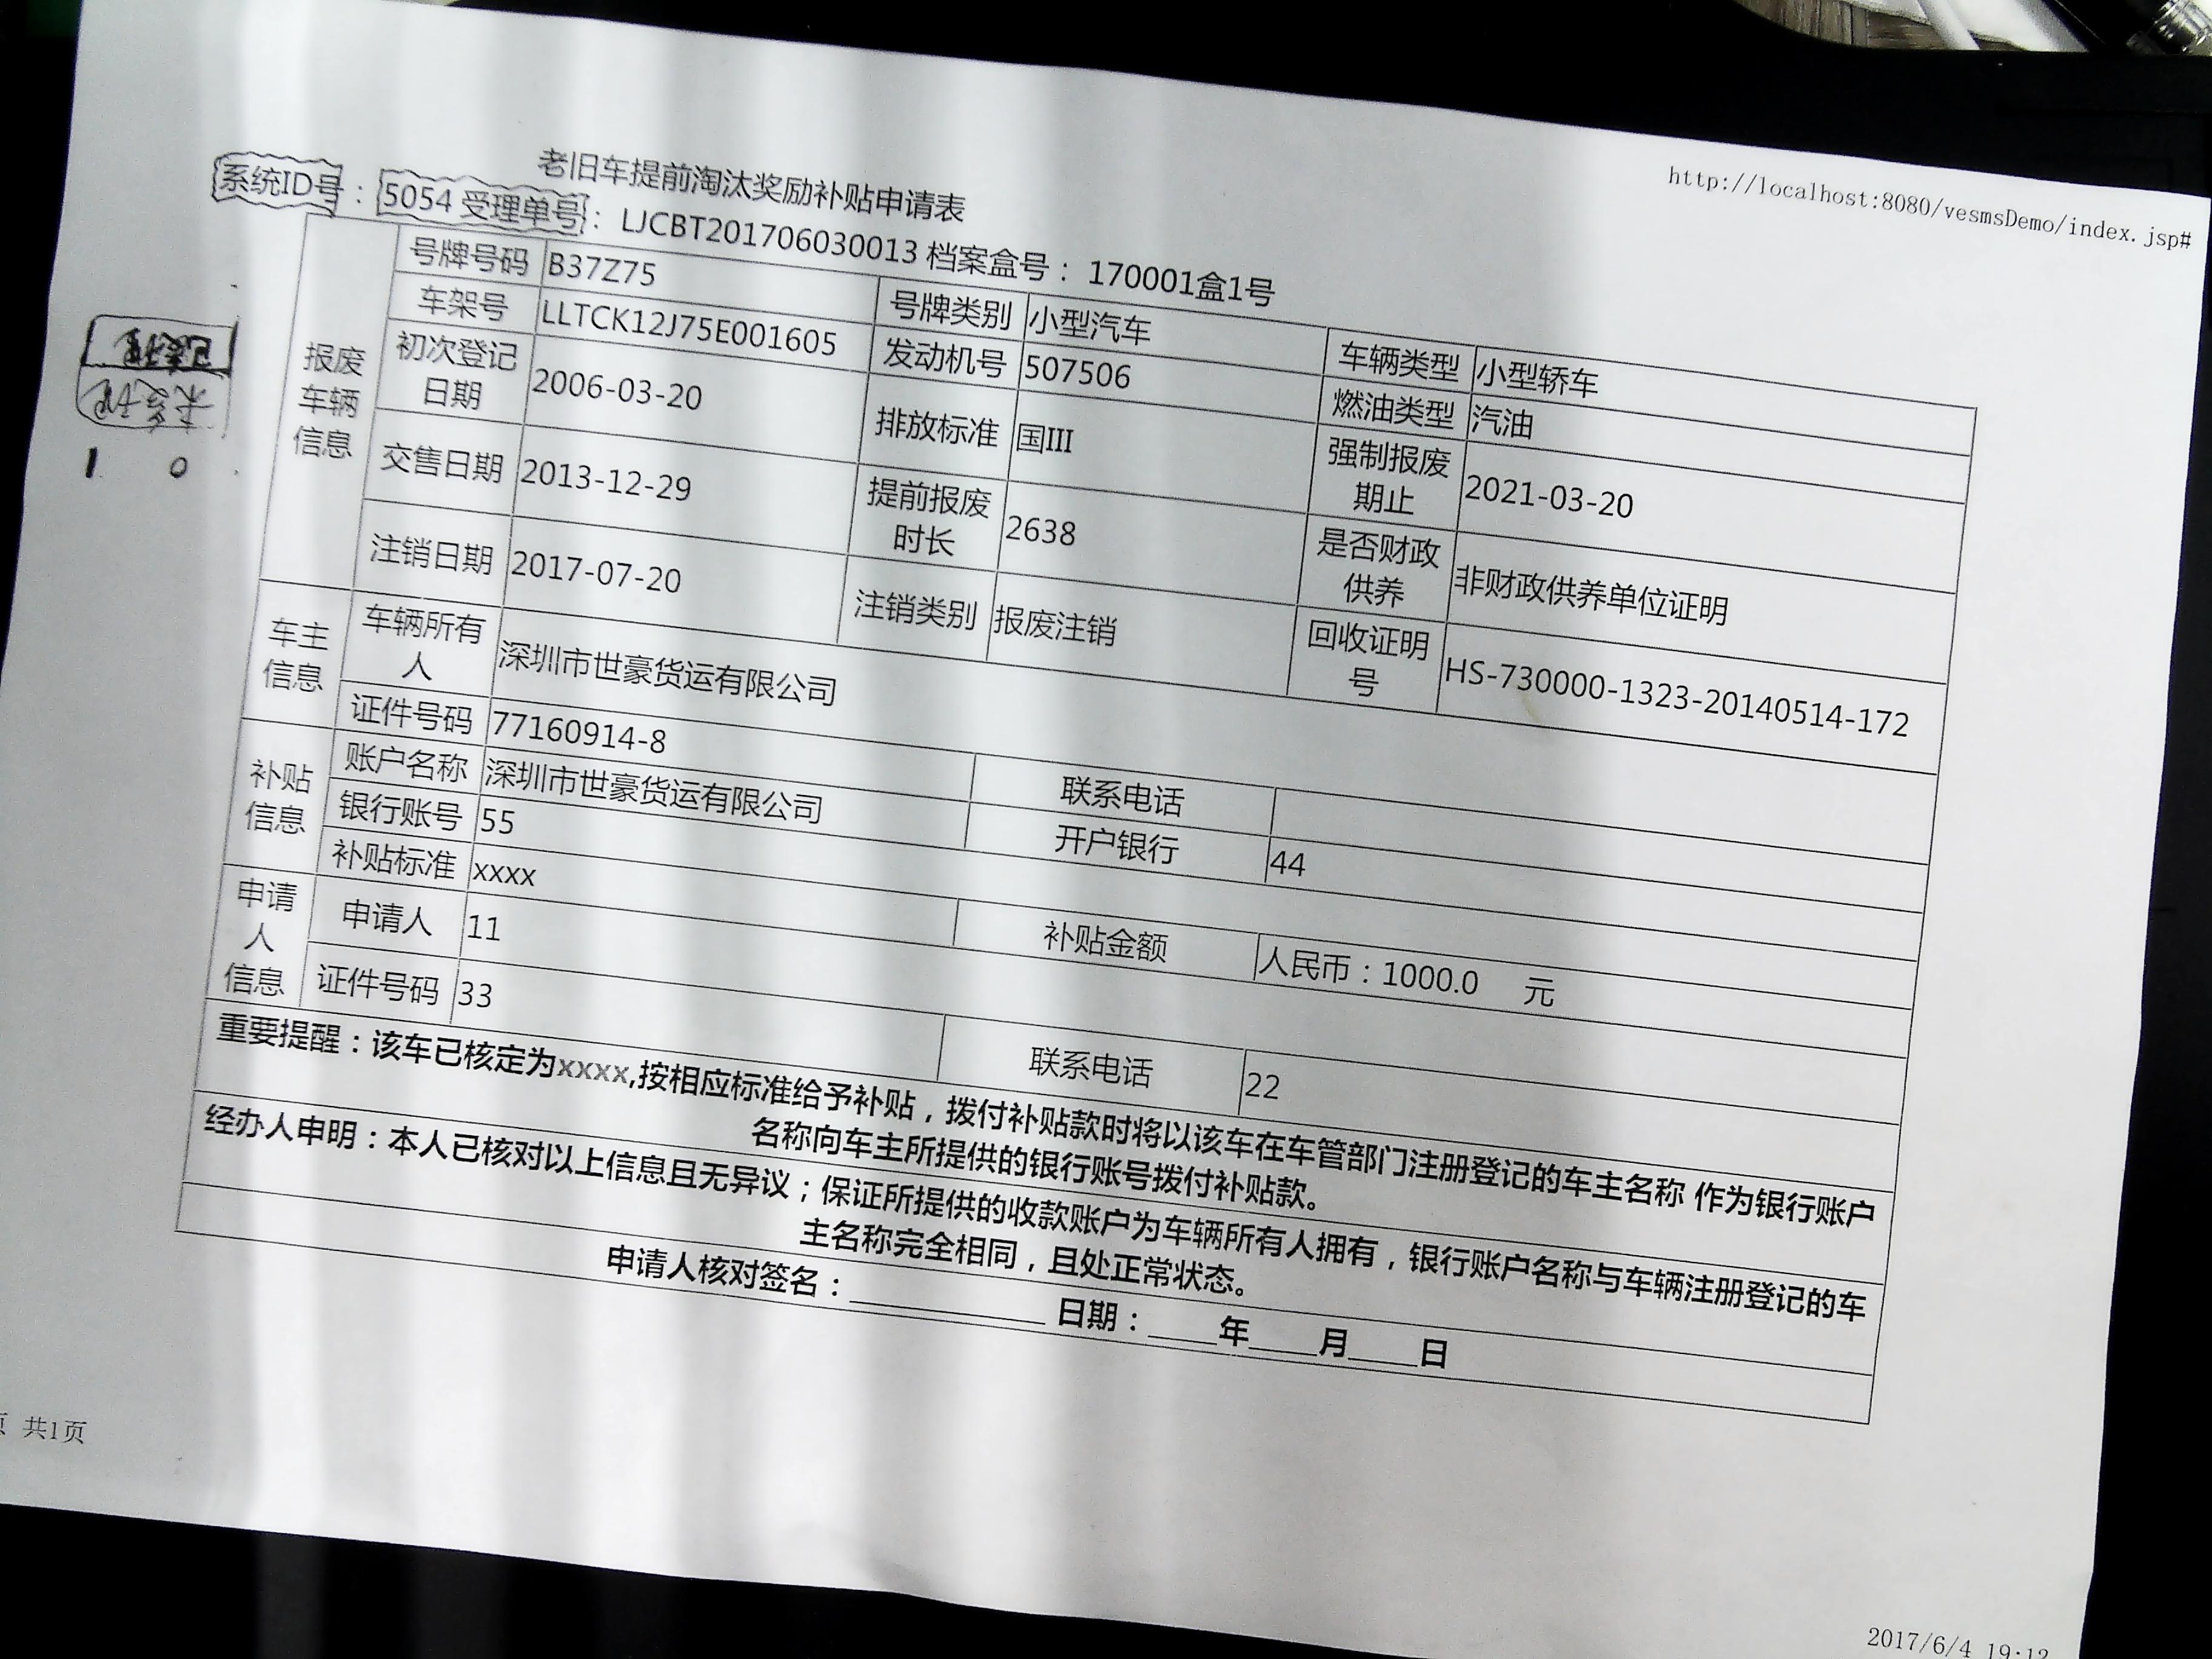 http://localhost:8080/vesmsDemo/index.jsp#
老旧车提前淘汰奖励补贴申请表
系统ID号：5054 受理单号：LJCBT201706030013 档案盒号：170001盒1号
报废车辆信息
号牌号码 B37Z75 号牌类别 小型汽车 车辆类型 小型轿车
车架号 LLTCK12J75E001605 发动机号 507506 燃油类型 汽油
初次登记日期 2006-03-20 排放标准 国III 强制报废期止 2021-03-20
交售日期 2013-12-29 提前报废时长 2638 是否财政供养 非财政供养单位证明
注销日期 2017-07-20 注销类别 报废注销 回收证明号 HS-730000-1323-20140514-172
车主信息
车辆所有人 深圳市世豪货运有限公司
证件号码 77160914-8 联系电话
补贴信息
账户名称 深圳市世豪货运有限公司 开户银行 44
银行账号 55
补贴标准 xxxx 补贴金额 人民币：1000.0 元
申请人信息
申请人 11 联系电话 22
证件号码 33
重要提醒：该车已核定为xxxx,按相应标准给予补贴，拨付补贴款时将以该车在车管部门注册登记的车主名称 作为银行账户
名称向车主所提供的银行账号拨付补贴款。
经办人申明：本人已核对以上信息且无异议；保证所提供的收款账户为车辆所有人拥有，银行账户名称与车辆注册登记的车
主名称完全相同，且处正常状态。
申请人核对签名：____________ 日期：____年____月____日
已受理
未受理
1 0
页 共1页
2017/6/4 19:12